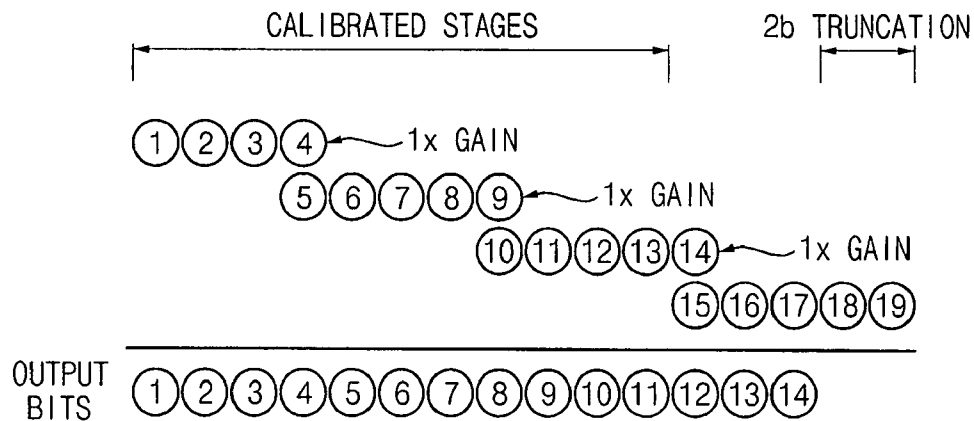 CALIBRATED STAGES
2b TRUNCATION
1 2 3 4 1x GAIN
5 6 7 8 9 1x GAIN
10 11 12 13 14 1x GAIN
15 16 17 18 19
OUTPUT BITS
1 2 3 4 5 6 7 8 9 10 11 12 13 14